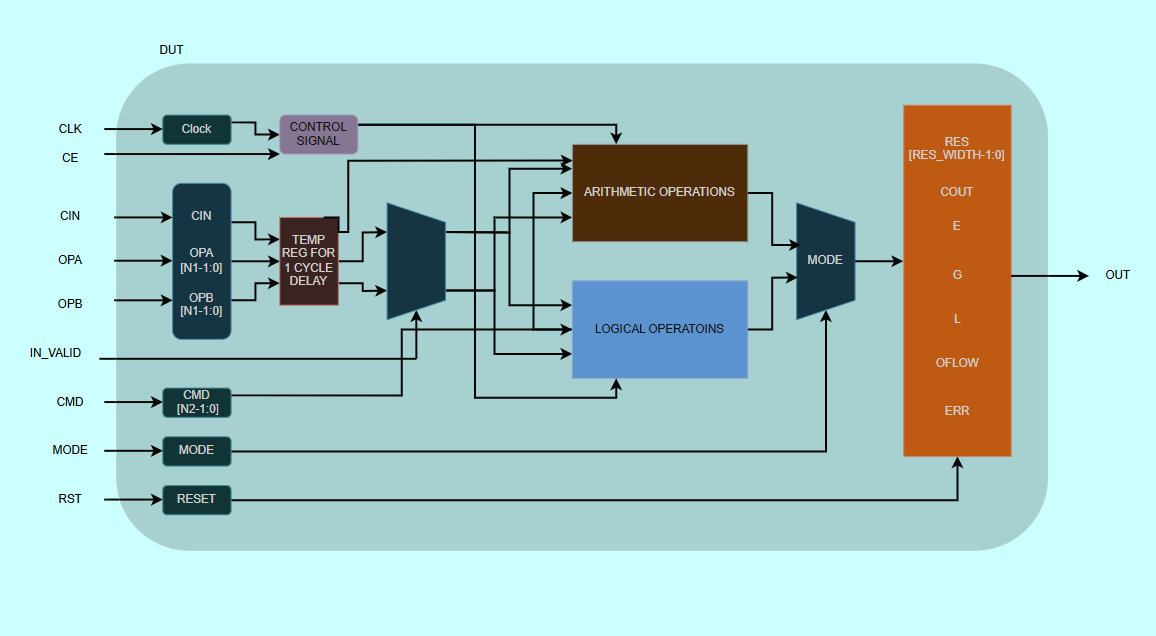 DUT
CLK
Clock
CONTROL
SIGNAL
CE
CIN
CIN
OPA
OPA
[N1-1:0]
OPB
OPB
[N1-1:0]
TEMP
REG FOR
1 CYCLE
DELAY
ARITHMETIC OPERATIONS
LOGICAL OPERATOINS
MODE
RES
[RES_WIDTH-1:0]
COUT
E
G
L
OFLOW
ERR
OUT
IN_VALID
CMD
CMD
[N2-1:0]
MODE
MODE
RST
RESET